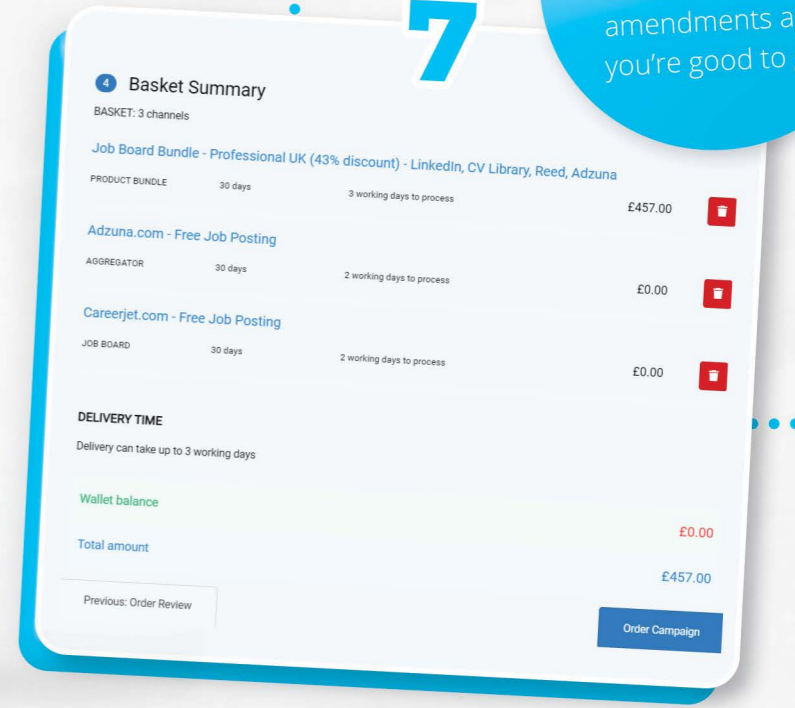 7
amendments a
you're good to
4 Basket Summary
BASKET: 3 channels
Job Board Bundle - Professional UK (43% discount) - LinkedIn, CV Library, Reed, Adzuna
PRODUCT BUNDLE 30 days 3 working days to process £457.00
Adzuna.com - Free Job Posting
AGGREGATOR 30 days 2 working days to process £0.00
Careerjet.com - Free Job Posting
JOB BOARD 30 days 2 working days to process £0.00
DELIVERY TIME
Delivery can take up to 3 working days
Wallet balance £0.00
Total amount £457.00
Previous: Order Review Order Campaign